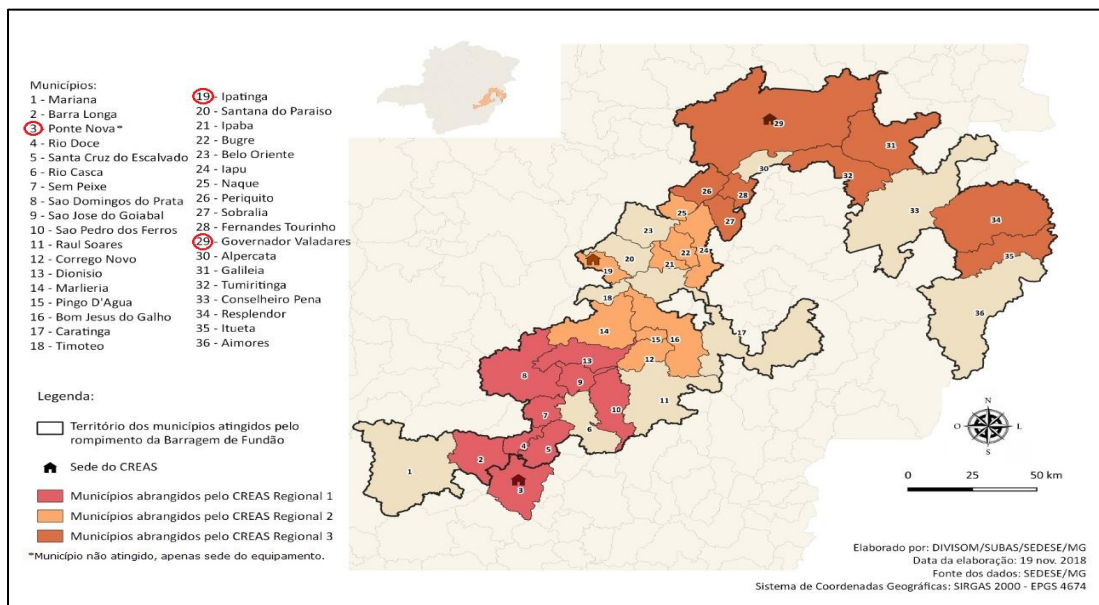 Municípios:
1 - Mariana
2 - Barra Longa
3 - Ponte Nova*
4 - Rio Doce
5 - Santa Cruz do Escalvado
6 - Rio Casca
7 - Sem Peixe
8 - Sao Domingos do Prata
9 - Sao Jose do Goiabal
10 - Sao Pedro dos Ferros
11 - Raul Soares
12 - Corrego Novo
13 - Dionisio
14 - Marlieria
15 - Pingo D'Agua
16 - Bom Jesus do Galho
17 - Caratinga
18 - Timoteo
19 - Ipatinga
20 - Santana do Paraiso
21 - Ipaba
22 - Bugre
23 - Belo Oriente
24 - Iapu
25 - Naque
26 - Periquito
27 - Sobralia
28 - Fernandes Tourinho
29 - Governador Valadares
30 - Alpercata
31 - Galileia
32 - Tumiritinga
33 - Conselheiro Pena
34 - Resplendor
35 - Itueta
36 - Aimores
Legenda:
Território dos municípios atingidos pelo
rompimento da Barragem de Fundão
Sede do CREAS
Municípios abrangidos pelo CREAS Regional 1
Municípios abrangidos pelo CREAS Regional 2
Municípios abrangidos pelo CREAS Regional 3
*Município não atingido, apenas sede do equipamento.
29
31
30
32
26
28
25
27
33
34
23
35
22
24
19
20
21
36
18
17
14
15
16
12
13
8
9
10
11
7
6
4
5
2
1
3
N
O
L
S
0
25
50 km
Elaborado por: DIVISOM/SUBAS/SEDESE/MG
Data da elaboração: 19 nov. 2018
Fonte dos dados: SEDESE/MG
Sistema de Coordenadas Geográficas: SIRGAS 2000 - EPGS 4674